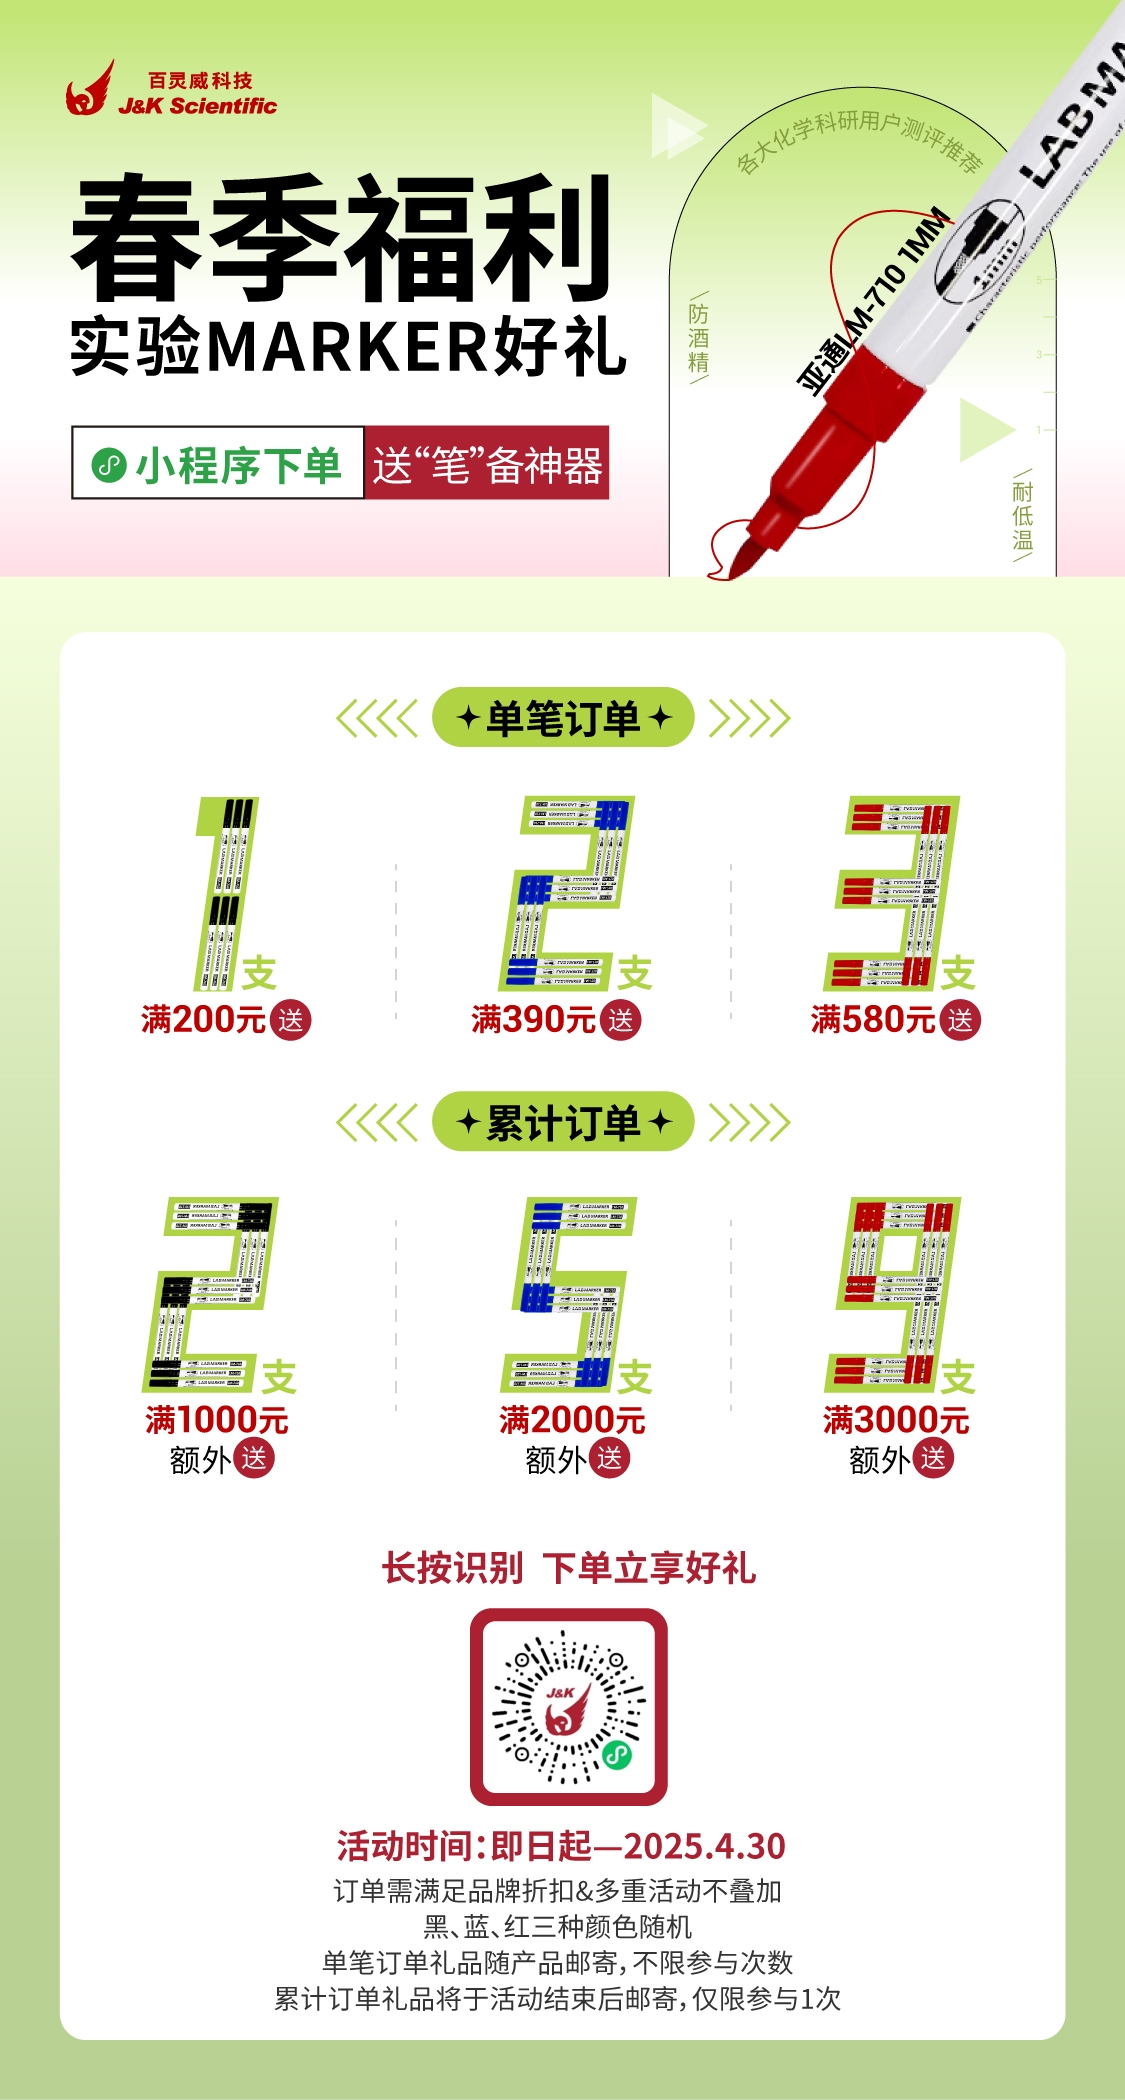 百灵威科技
J&K Scientific
各大化学科研用户测评推荐
春季福利
实验MARKER好礼
小程序下单
送“笔”备神器
防酒精
亚通LM-710 1MM
1mm
耐低温
5
3
1
单笔订单
支
满200元 送
支
满390元 送
支
满580元 送
累计订单
支
满1000元
额外 送
支
满2000元
额外 送
支
满3000元
额外 送
长按识别 下单立享好礼
J&K
活动时间：即日起—2025.4.30
订单需满足品牌折扣&多重活动不叠加
黑、蓝、红三种颜色随机
单笔订单礼品随产品邮寄，不限参与次数
累计订单礼品将于活动结束后邮寄，仅限参与1次